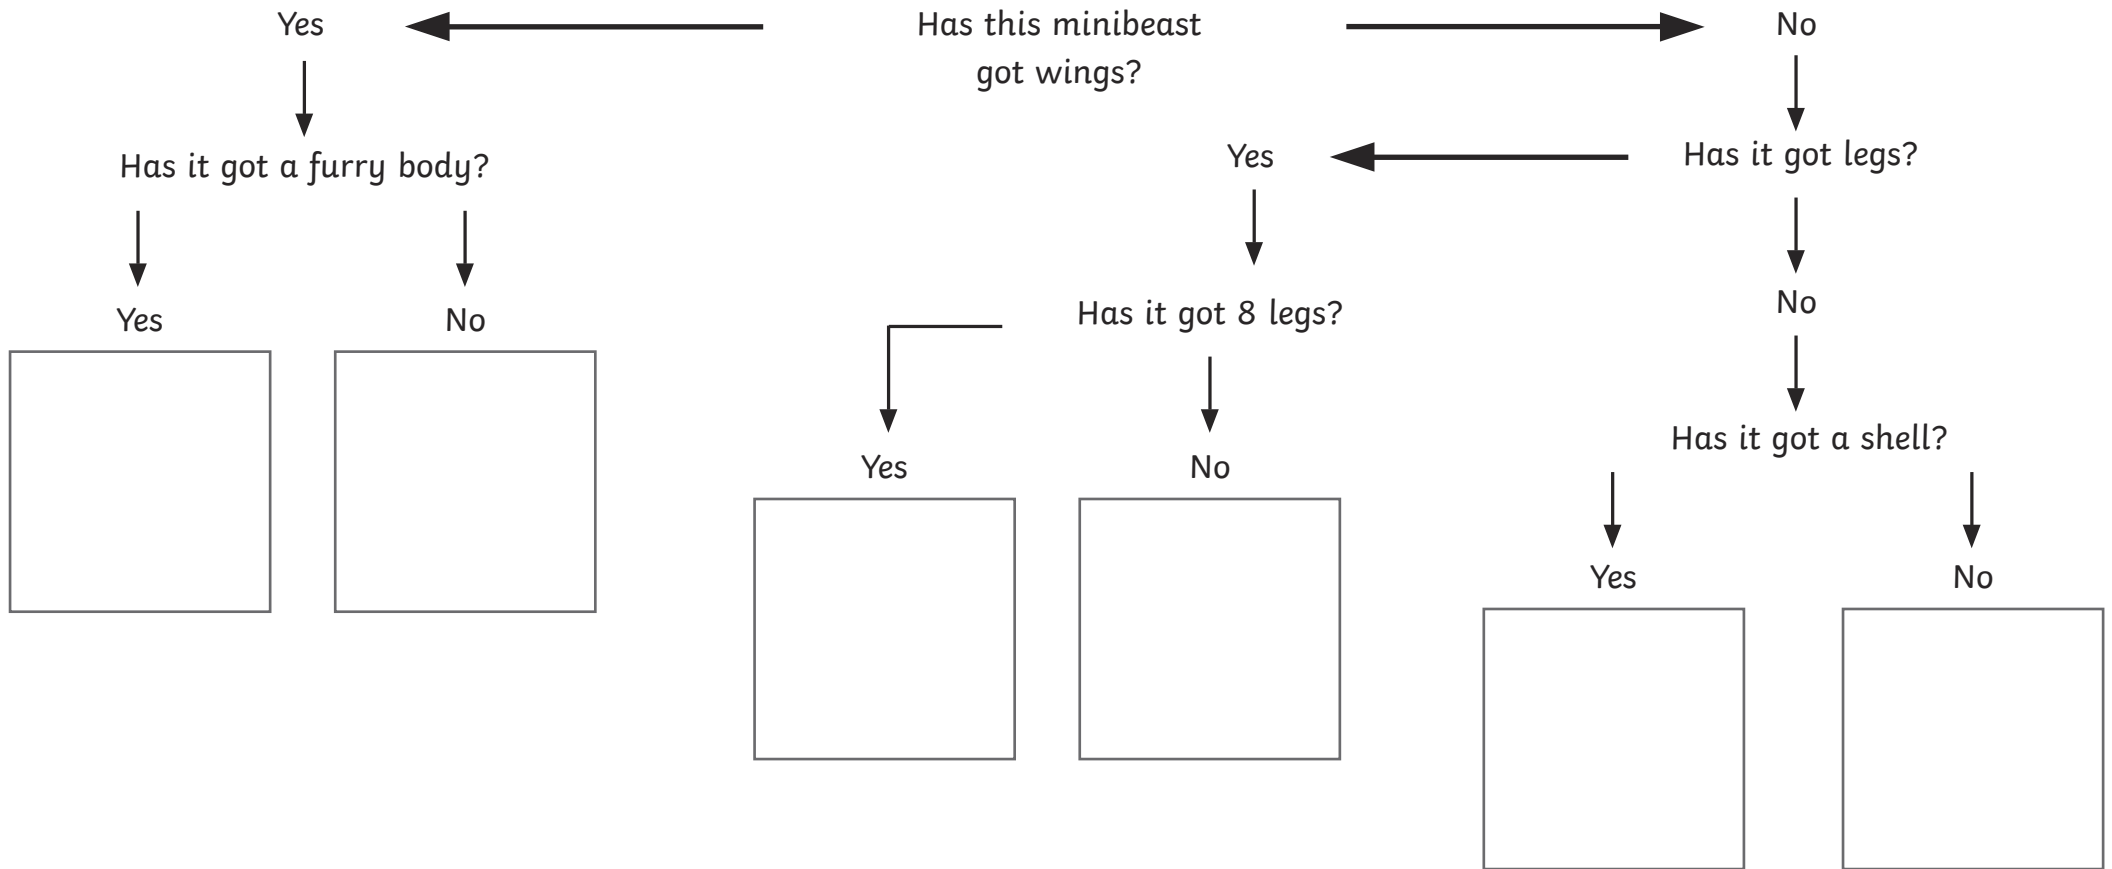 Yes
Has this minibeast
got wings?
No
Has it got a furry body?
Yes
Has it got legs?
Yes
No
Has it got 8 legs?
No
Yes
No
Has it got a shell?
Yes
No